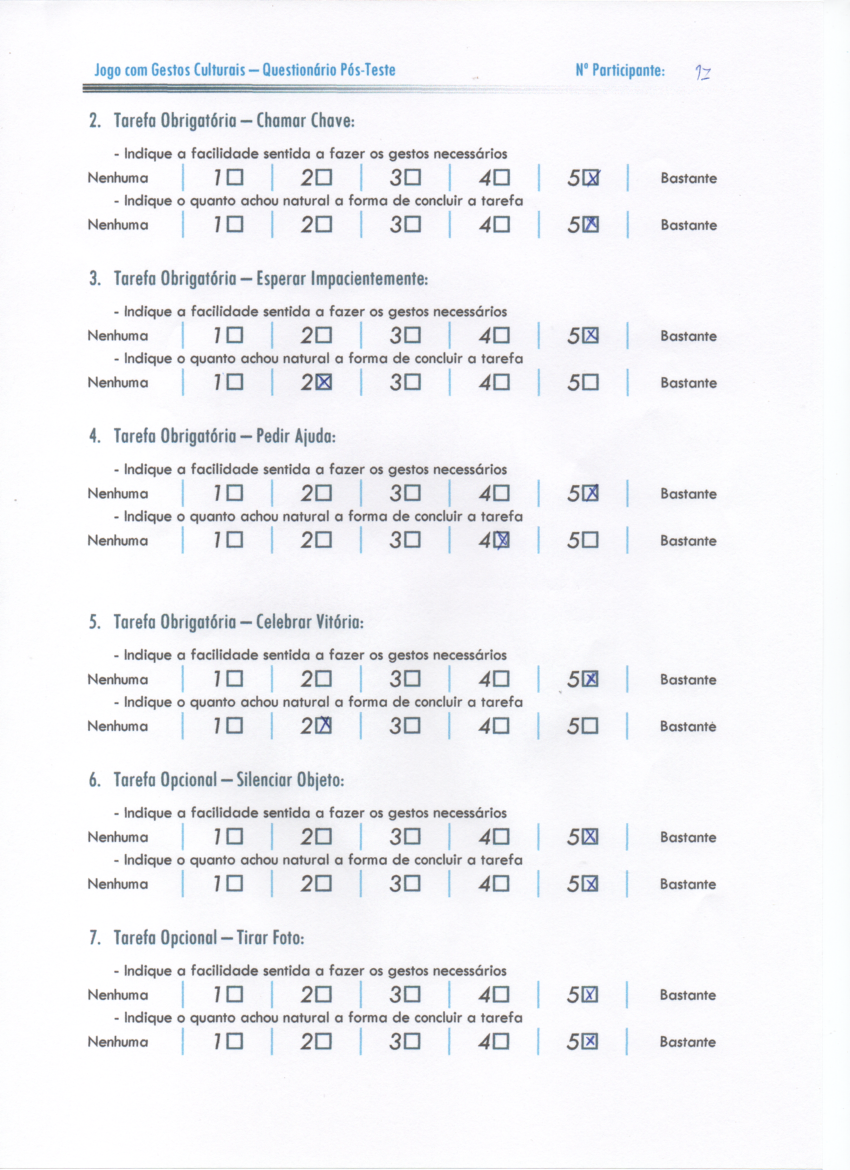 Jogo com Gestos Culturais – Questionário Pós-Teste Nº Participante:
2. Tarefa Obrigatória – Chamar Chave:
- Indique a facilidade sentida a fazer os gestos necessários
Nenhuma | 1☐ | 2☐ | 3☐ | 4☐ | 5☒ | Bastante
- Indique o quanto achou natural a forma de concluir a tarefa
Nenhuma | 1☐ | 2☐ | 3☐ | 4☐ | 5☒ | Bastante
3. Tarefa Obrigatória – Esperar Impacientemente:
- Indique a facilidade sentida a fazer os gestos necessários
Nenhuma | 1☐ | 2☐ | 3☐ | 4☐ | 5☒ | Bastante
- Indique o quanto achou natural a forma de concluir a tarefa
Nenhuma | 1☐ | 2☒ | 3☐ | 4☐ | 5☐ | Bastante
4. Tarefa Obrigatória – Pedir Ajuda:
- Indique a facilidade sentida a fazer os gestos necessários
Nenhuma | 1☐ | 2☐ | 3☐ | 4☐ | 5☒ | Bastante
- Indique o quanto achou natural a forma de concluir a tarefa
Nenhuma | 1☐ | 2☐ | 3☐ | 4☒ | 5☐ | Bastante
5. Tarefa Obrigatória – Celebrar Vitória:
- Indique a facilidade sentida a fazer os gestos necessários
Nenhuma | 1☐ | 2☐ | 3☐ | 4☐ | 5☒ | Bastante
- Indique o quanto achou natural a forma de concluir a tarefa
Nenhuma | 1☐ | 2☒ | 3☐ | 4☐ | 5☐ | Bastante
6. Tarefa Opcional – Silenciar Objeto:
- Indique a facilidade sentida a fazer os gestos necessários
Nenhuma | 1☐ | 2☐ | 3☐ | 4☐ | 5☒ | Bastante
- Indique o quanto achou natural a forma de concluir a tarefa
Nenhuma | 1☐ | 2☐ | 3☐ | 4☐ | 5☒ | Bastante
7. Tarefa Opcional – Tirar Foto:
- Indique a facilidade sentida a fazer os gestos necessários
Nenhuma | 1☐ | 2☐ | 3☐ | 4☐ | 5☒ | Bastante
- Indique o quanto achou natural a forma de concluir a tarefa
Nenhuma | 1☐ | 2☐ | 3☐ | 4☐ | 5☒ | Bastante